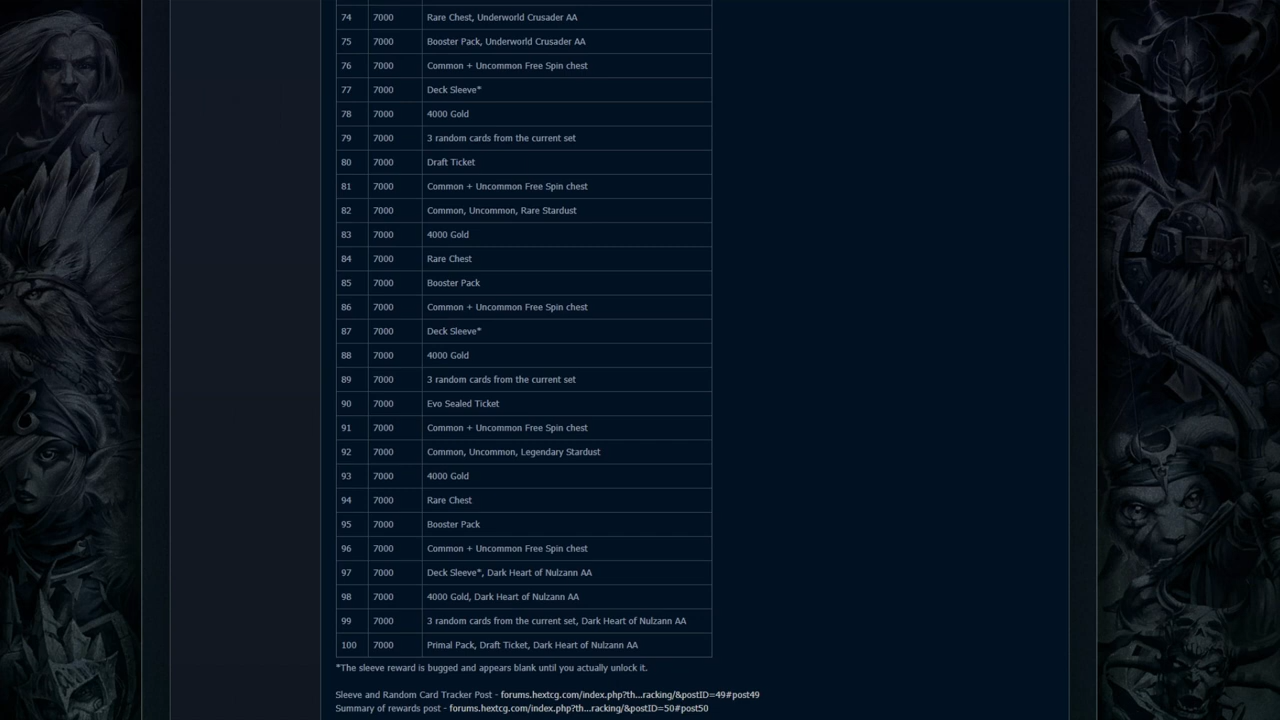 74 7000 Rare Chest, Underworld Crusader AA
75 7000 Booster Pack, Underworld Crusader AA
76 7000 Common + Uncommon Free Spin chest
77 7000 Deck Sleeve*
78 7000 4000 Gold
79 7000 3 random cards from the current set
80 7000 Draft Ticket
81 7000 Common + Uncommon Free Spin chest
82 7000 Common, Uncommon, Rare Stardust
83 7000 4000 Gold
84 7000 Rare Chest
85 7000 Booster Pack
86 7000 Common + Uncommon Free Spin chest
87 7000 Deck Sleeve*
88 7000 4000 Gold
89 7000 3 random cards from the current set
90 7000 Evo Sealed Ticket
91 7000 Common + Uncommon Free Spin chest
92 7000 Common, Uncommon, Legendary Stardust
93 7000 4000 Gold
94 7000 Rare Chest
95 7000 Booster Pack
96 7000 Common + Uncommon Free Spin chest
97 7000 Deck Sleeve*, Dark Heart of Nulzann AA
98 7000 4000 Gold, Dark Heart of Nulzann AA
99 7000 3 random cards from the current set, Dark Heart of Nulzann AA
100 7000 Primal Pack, Draft Ticket, Dark Heart of Nulzann AA
*The sleeve reward is bugged and appears blank until you actually unlock it.
Sleeve and Random Card Tracker Post - forums.hextcg.com/index.php?th...racking/&postID=49#post49
Summary of rewards post - forums.hextcg.com/index.php?th...racking/&postID=50#post50